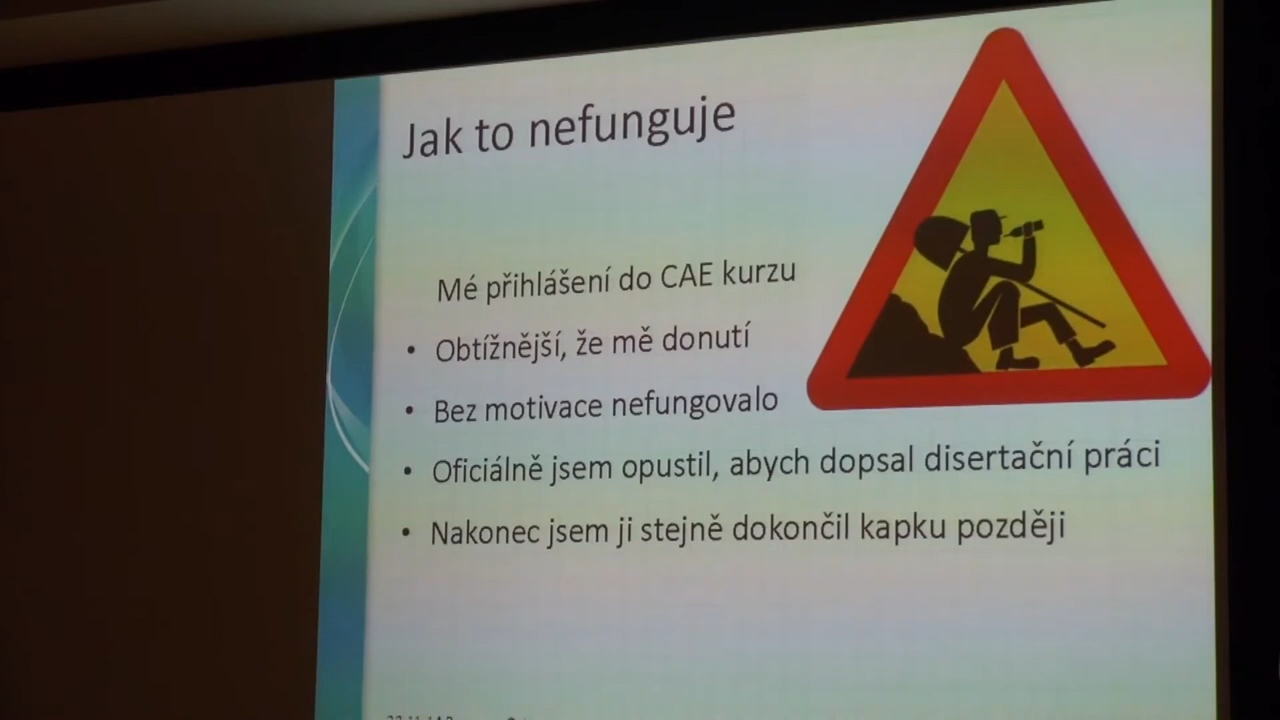 Jak to nefunguje
Mé přihlášení do CAE kurzu
• Obtížnější, že mě donutí
• Bez motivace nefungovalo
• Oficiálně jsem opustil, abych dopsal disertační práci
• Nakonec jsem ji stejně dokončil kapku později